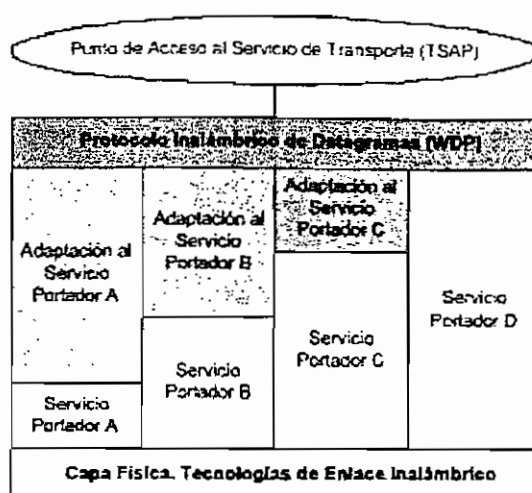 Punto de Acceso al Servicio de Transporte (TSAP)
Protocolo Inalámbrico de Datagramas (WDP)
Adaptación al
Servicio
Portador A
Servicio
Portador A
Adaptación al
Servicio
Portador B
Servicio
Portador B
Adaptación al
Servicio
Portador C
Servicio
Portador C
Servicio
Portador D
Capa Física. Tecnologías de Enlace Inalámbrico